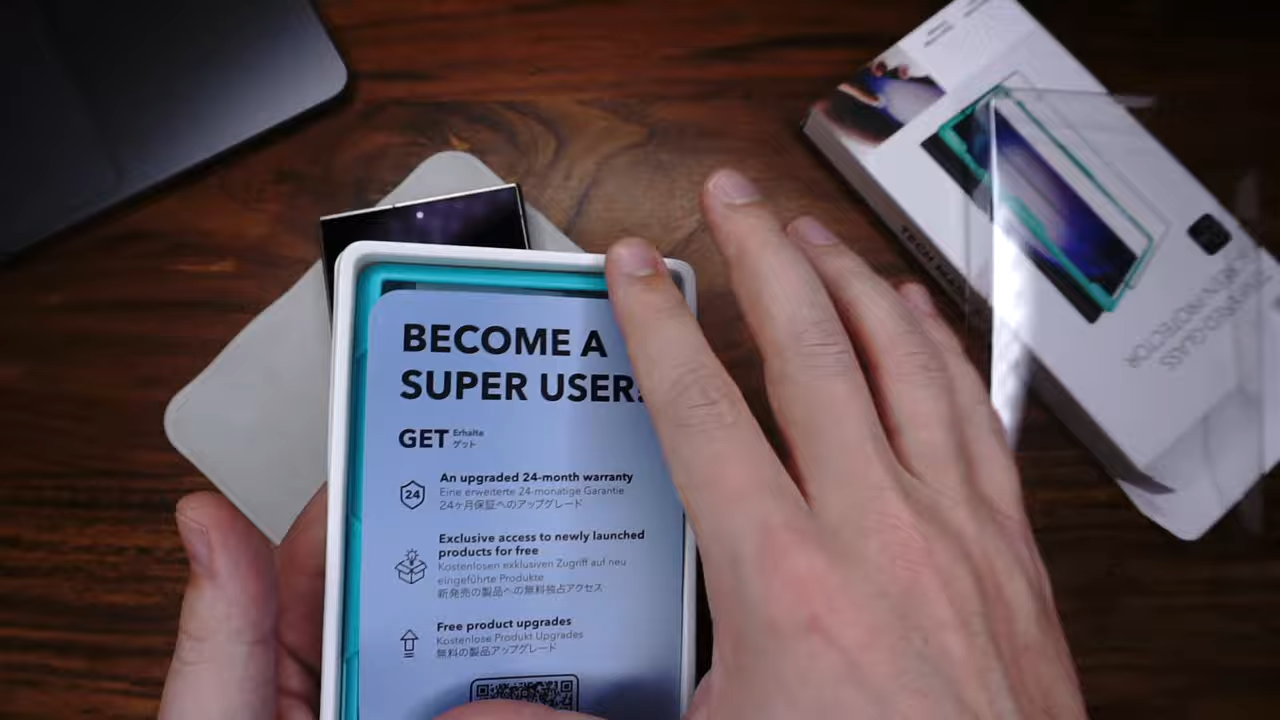 BECOME A
SUPER USER
GET Erhalte
ゲット
24
An upgraded 24-month warranty
Eine erweiterte 24-monatige Garantie
24ヶ月保証へのアップグレード
Exclusive access to newly launched
products for free
Kostenlosen exklusiven Zugriff auf neu
eingeführte Produkte
新発売の製品への無料独占アクセス
Free product upgrades
Kostenlose Produkt Upgrades
無料の製品アップグレード
TECH
GLASS
PROTECTOR